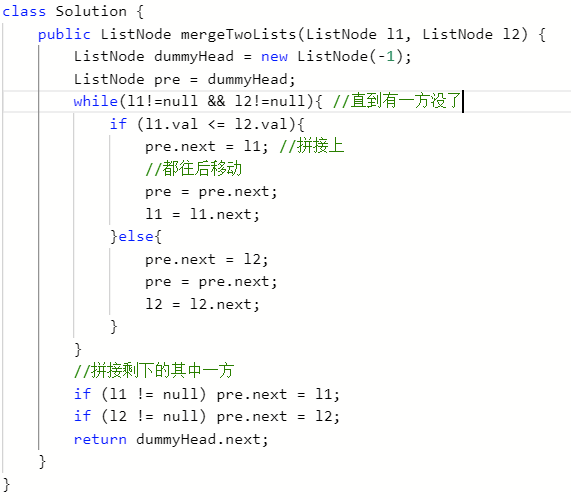 class Solution {
    public ListNode mergeTwoLists(ListNode l1, ListNode l2) {
        ListNode dummyHead = new ListNode(-1);
        ListNode pre = dummyHead;
        while(l1!=null && l2!=null){ //直到有一方没了
            if (l1.val <= l2.val){
                pre.next = l1; //拼接上
                //都往后移动
                pre = pre.next;
                l1 = l1.next;
            }else{
                pre.next = l2;
                pre = pre.next;
                l2 = l2.next;
            }
        }
        //拼接剩下的其中一方
        if (l1 != null) pre.next = l1;
        if (l2 != null) pre.next = l2;
        return dummyHead.next;
    }
}